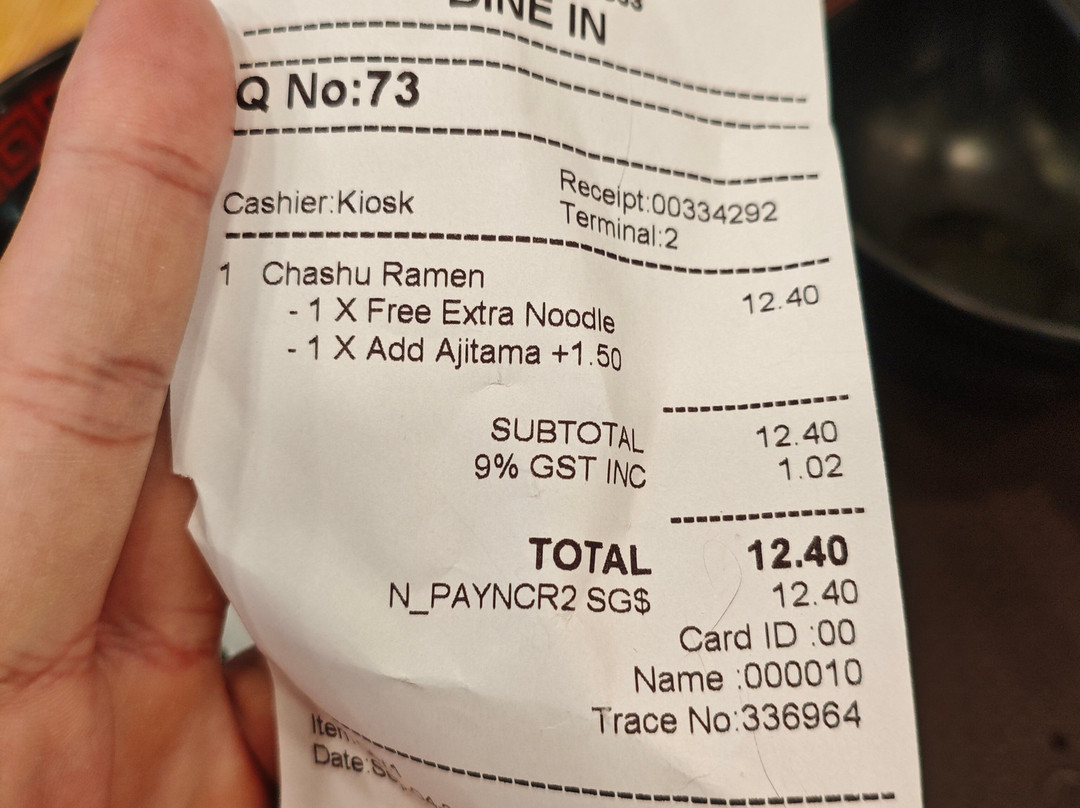 DINE IN
Q No:73
Cashier:Kiosk
Receipt:00334292
Terminal:2
1 Chashu Ramen 12.40
- 1 X Free Extra Noodle
- 1 X Add Ajitama +1.50
SUBTOTAL 12.40
9% GST INC 1.02
TOTAL 12.40
N_PAYNCR2 SG$ 12.40
Card ID :00
Name :000010
Trace No:336964
Date: